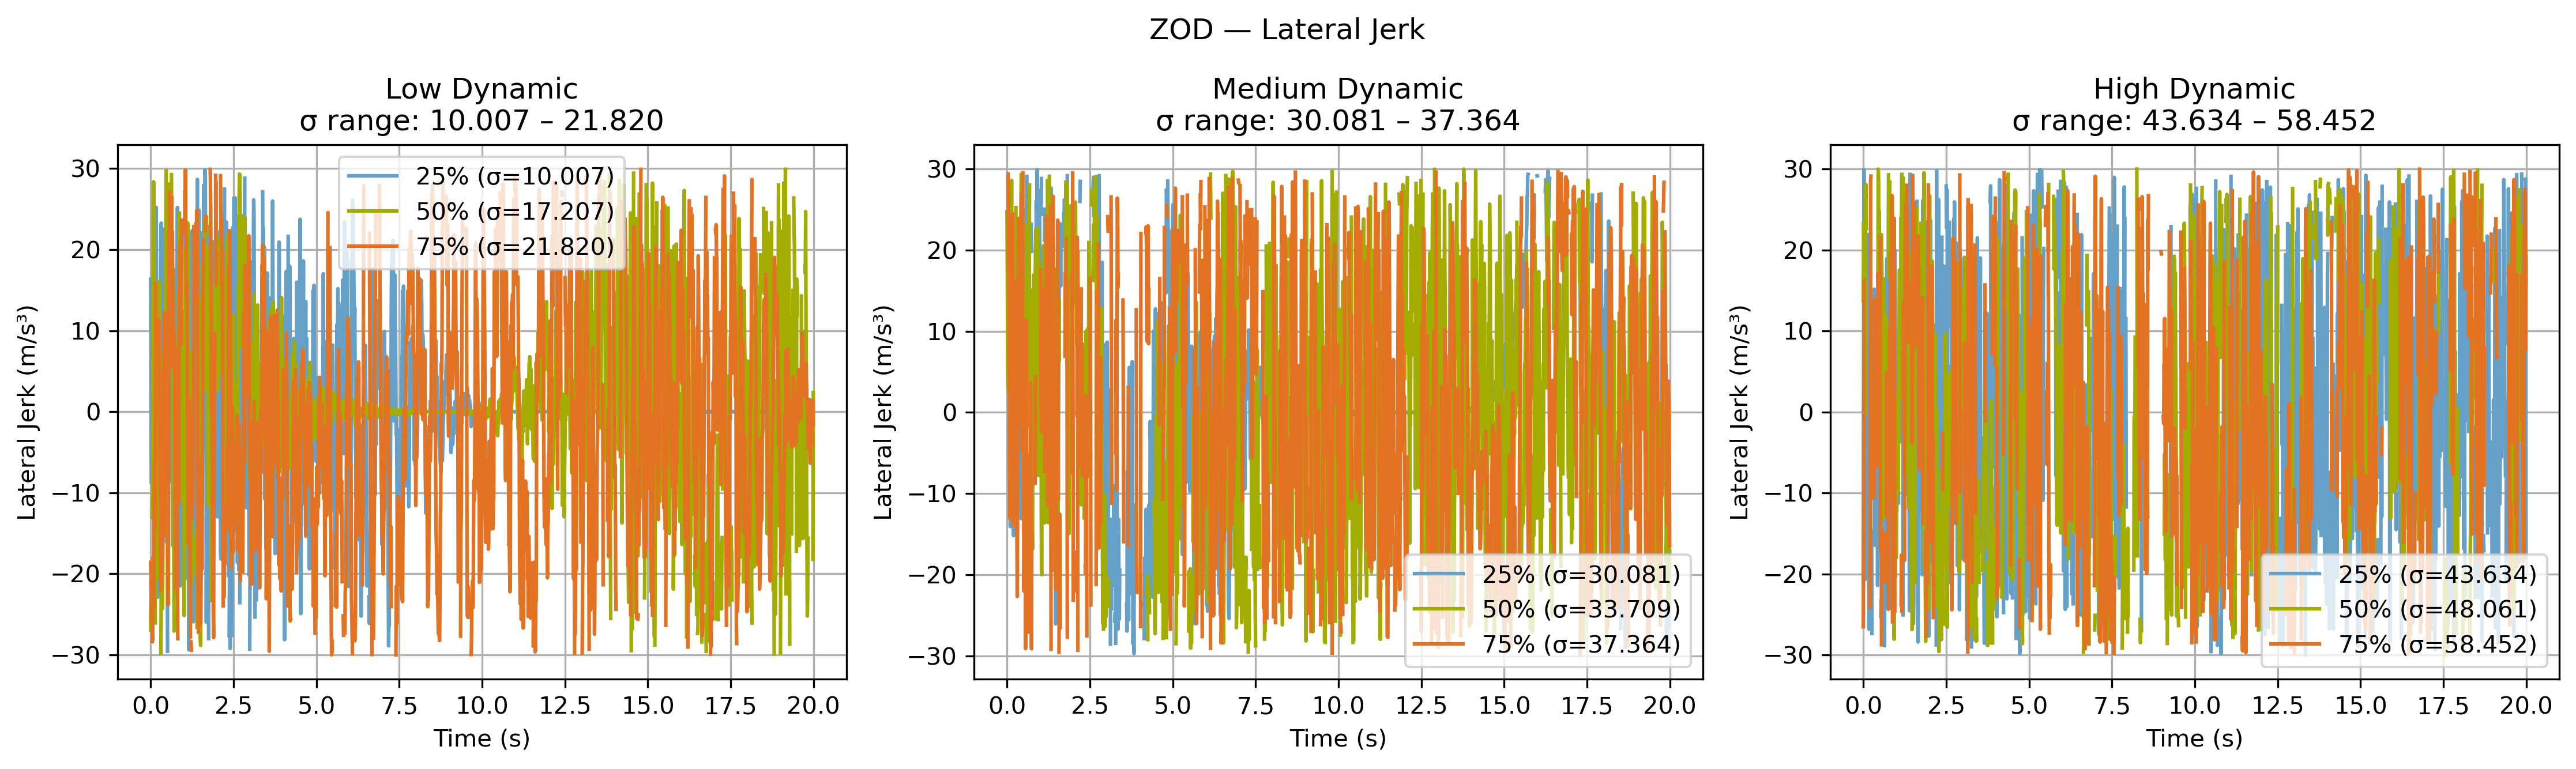 ZOD — Lateral Jerk
Low Dynamic
σ range: 10.007 – 21.820
30
20
10
0
−10
−20
−30
Lateral Jerk (m/s³)
25% (σ=10.007)
50% (σ=17.207)
75% (σ=21.820)
0.0 2.5 5.0 7.5 10.0 12.5 15.0 17.5 20.0
Time (s)
Medium Dynamic
σ range: 30.081 – 37.364
30
20
10
0
−10
−20
−30
Lateral Jerk (m/s³)
25% (σ=30.081)
50% (σ=33.709)
75% (σ=37.364)
0.0 2.5 5.0 7.5 10.0 12.5 15.0 17.5 20.0
Time (s)
High Dynamic
σ range: 43.634 – 58.452
30
20
10
0
−10
−20
−30
Lateral Jerk (m/s³)
25% (σ=43.634)
50% (σ=48.061)
75% (σ=58.452)
0.0 2.5 5.0 7.5 10.0 12.5 15.0 17.5 20.0
Time (s)